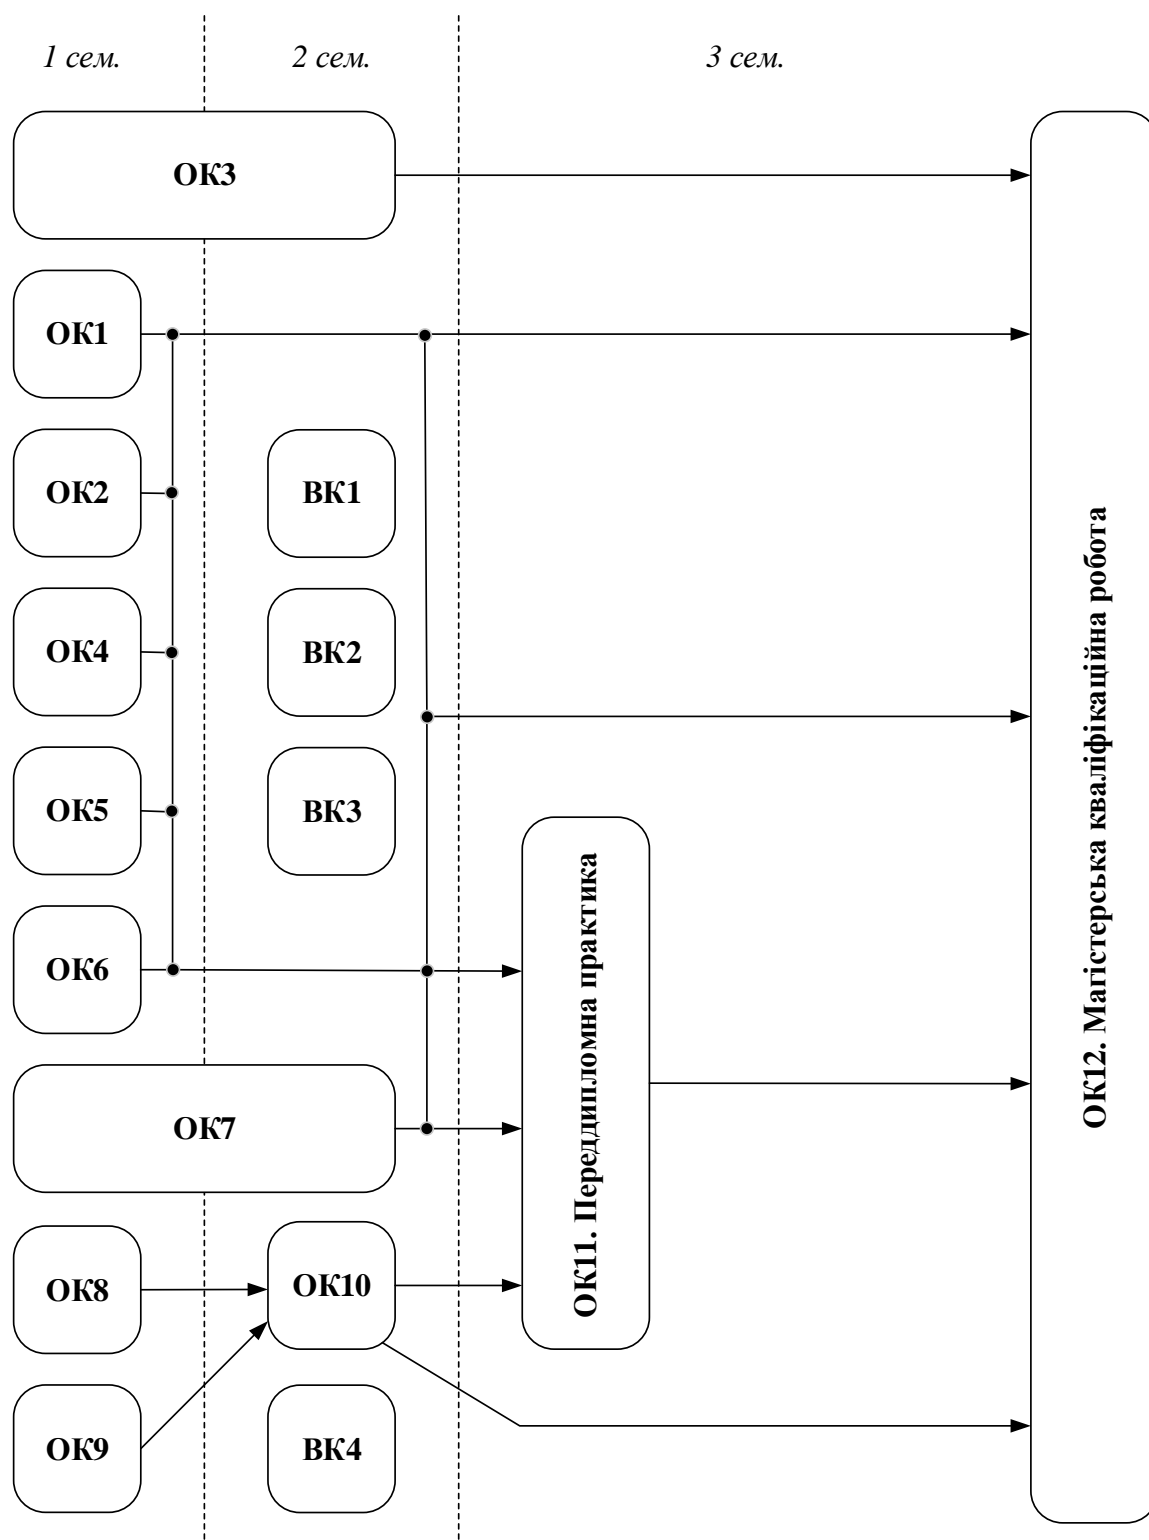 1 сем.
2 сем.
3 сем.
ОК3
ОК1
ОК2
ВК1
ОК4
ВК2
ОК5
ВК3
ОК6
ОК7
ОК8
ОК10
ОК9
ВК4
ОК11. Переддипломна практика
ОК12. Магістерська кваліфікаційна робота